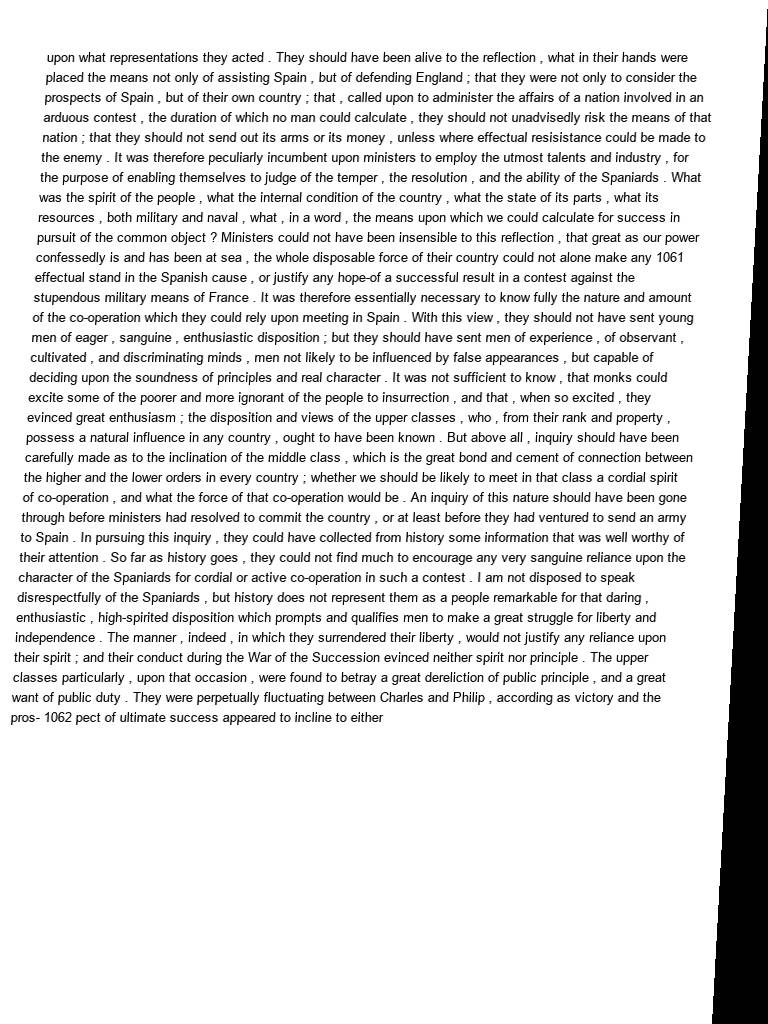 upon what representations they acted . They should have been alive to the reflection , what in their hands were
placed the means not only of assisting Spain , but of defending England ; that they were not only to consider the
prospects of Spain , but of their own country ; that , called upon to administer the affairs of a nation involved in an
arduous contest , the duration of which no man could calculate , they should not unadvisedly risk the means of that
nation ; that they should not send out its arms or its money , unless where effectual resisistance could be made to
the enemy . It was therefore peculiarly incumbent upon ministers to employ the utmost talents and industry , for
the purpose of enabling themselves to judge of the temper , the resolution , and the ability of the Spaniards . What
was the spirit of the people , what the internal condition of the country , what the state of its parts , what its
resources , both military and naval , what , in a word , the means upon which we could calculate for success in
pursuit of the common object ? Ministers could not have been insensible to this reflection , that great as our power
confessedly is and has been at sea , the whole disposable force of their country could not alone make any 1061
effectual stand in the Spanish cause , or justify any hope-of a successful result in a contest against the
stupendous military means of France . It was therefore essentially necessary to know fully the nature and amount
of the co-operation which they could rely upon meeting in Spain . With this view , they should not have sent young
men of eager , sanguine , enthusiastic disposition ; but they should have sent men of experience , of observant ,
cultivated , and discriminating minds , men not likely to be influenced by false appearances , but capable of
deciding upon the soundness of principles and real character . It was not sufficient to know , that monks could
excite some of the poorer and more ignorant of the people to insurrection , and that , when so excited , they
evinced great enthusiasm ; the disposition and views of the upper classes , who , from their rank and property ,
possess a natural influence in any country , ought to have been known . But above all , inquiry should have been
carefully made as to the inclination of the middle class , which is the great bond and cement of connection between
the higher and the lower orders in every country ; whether we should be likely to meet in that class a cordial spirit
of co-operation , and what the force of that co-operation would be . An inquiry of this nature should have been gone
through before ministers had resolved to commit the country , or at least before they had ventured to send an army
to Spain . In pursuing this inquiry , they could have collected from history some information that was well worthy of
their attention . So far as history goes , they could not find much to encourage any very sanguine reliance upon the
character of the Spaniards for cordial or active co-operation in such a contest . I am not disposed to speak
disrespectfully of the Spaniards , but history does not represent them as a people remarkable for that daring ,
enthusiastic , high-spirited disposition which prompts and qualifies men to make a great struggle for liberty and
independence . The manner , indeed , in which they surrendered their liberty , would not justify any reliance upon
their spirit ; and their conduct during the War of the Succession evinced neither spirit nor principle . The upper
classes particularly , upon that occasion , were found to betray a great dereliction of public principle , and a great
want of public duty . They were perpetually fluctuating between Charles and Philip , according as victory and the
pros- 1062 pect of ultimate success appeared to incline to either